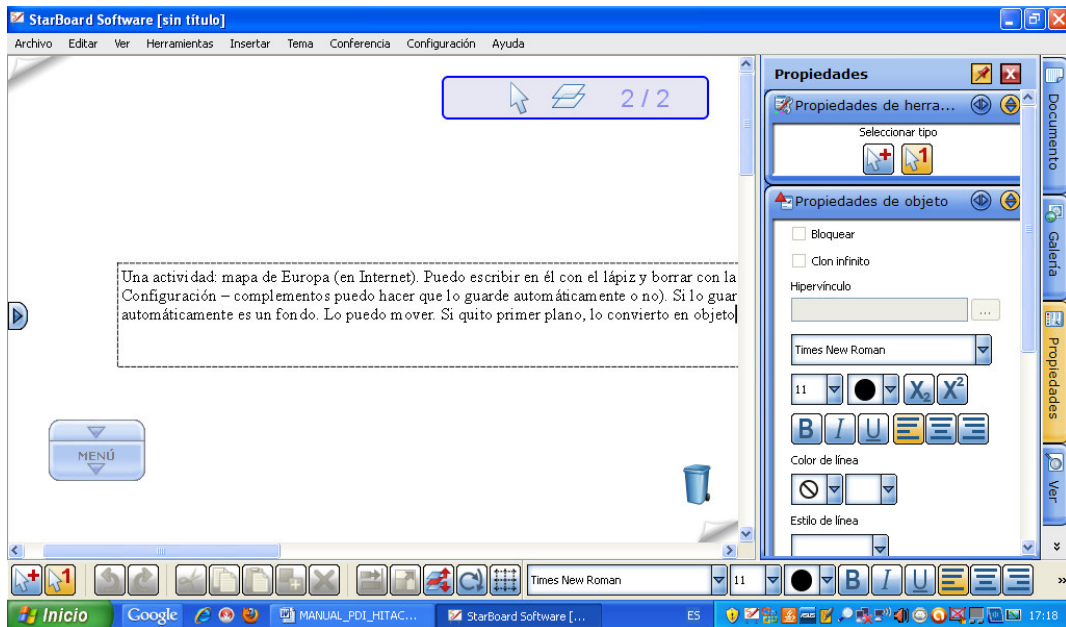 StarBoard Software [sin título]
Archivo Editar Ver Herramientas Insertar Tema Conferencia Configuración Ayuda
2 / 2
Una actividad: mapa de Europa (en Internet). Puedo escribir en él con el lápiz y borrar con la
Configuración – complementos puedo hacer que lo guarde automáticamente o no). Si lo guar
automáticamente es un fondo. Lo puedo mover. Si quito primer plano, lo convierto en objeto
MENÚ
Propiedades
Propiedades de herra...
Seleccionar tipo
1
Propiedades de objeto
Bloquear
Clon infinito
Hipervínculo
...
Times New Roman
11 X2 X2
B I U
Color de línea
Estilo de línea
Documento
Galería
Propiedades
Ver
1
Times New Roman 11 B I U
Inicio Google MANUAL_PDI_HITAC... StarBoard Software [... ES 17:18